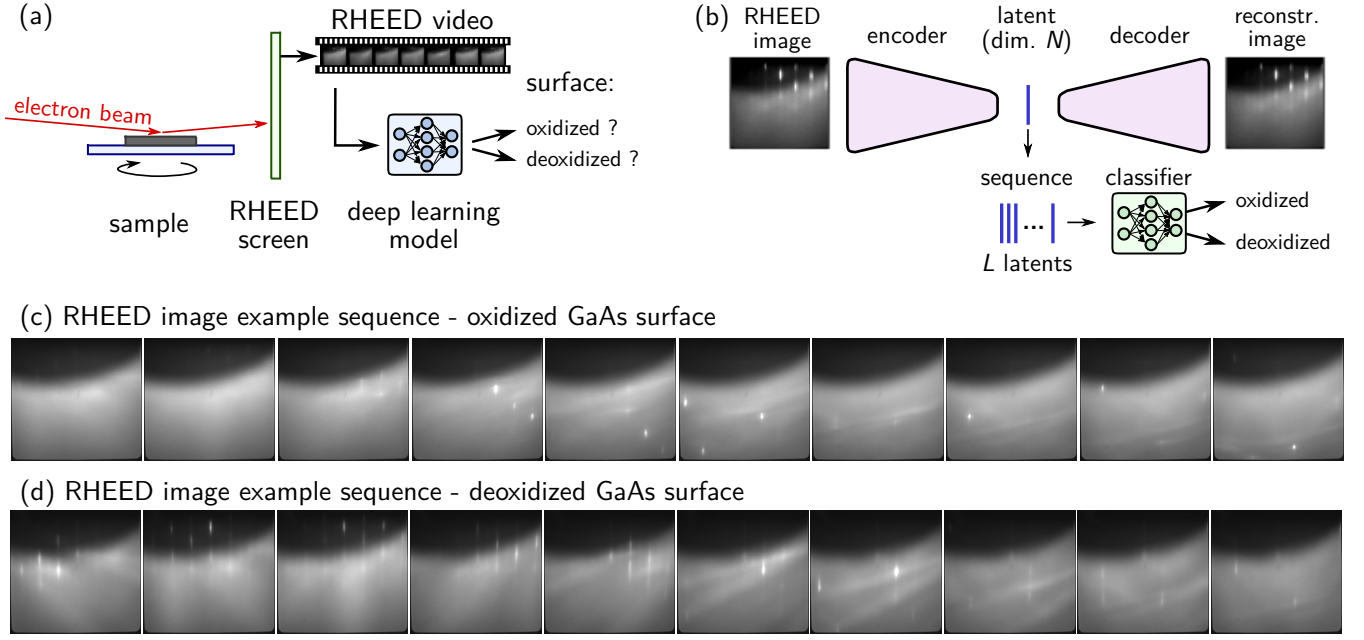 (a)
RHEED video
electron beam
surface:
oxidized ?
deoxidized ?
sample
RHEED
screen
deep learning
model
(b)
RHEED
image
encoder
latent
(dim. N)
decoder
reconstr.
image
sequence
...
L latents
classifier
oxidized
deoxidized
(c) RHEED image example sequence - oxidized GaAs surface
(d) RHEED image example sequence - deoxidized GaAs surface